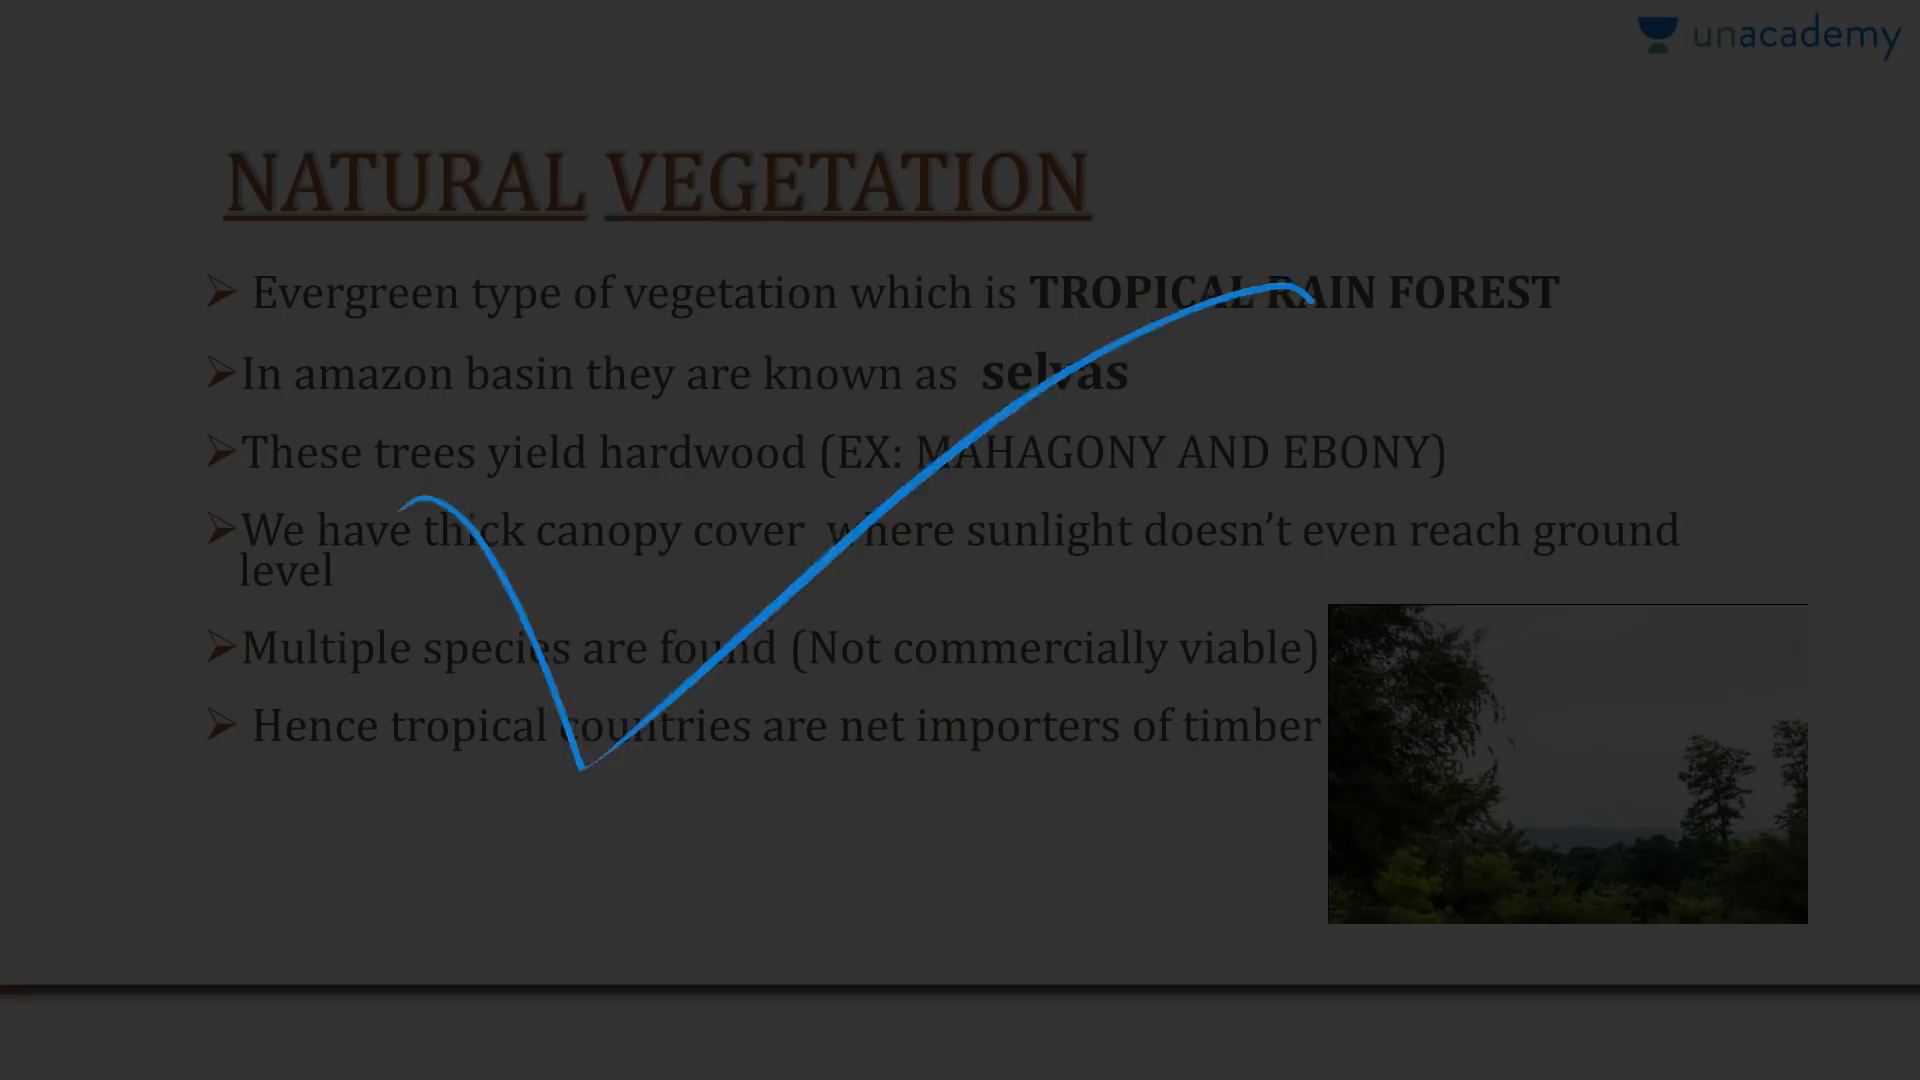 unacademy
NATURAL VEGETATION
Evergreen type of vegetation which is TROPICAL RAIN FOREST
In amazon basin they are known as selvas
These trees yield hardwood (EX: MAHAGONY AND EBONY)
We have thick canopy cover where sunlight doesn’t even reach ground
level
Multiple species are found (Not commercially viable)
Hence tropical countries are net importers of timber